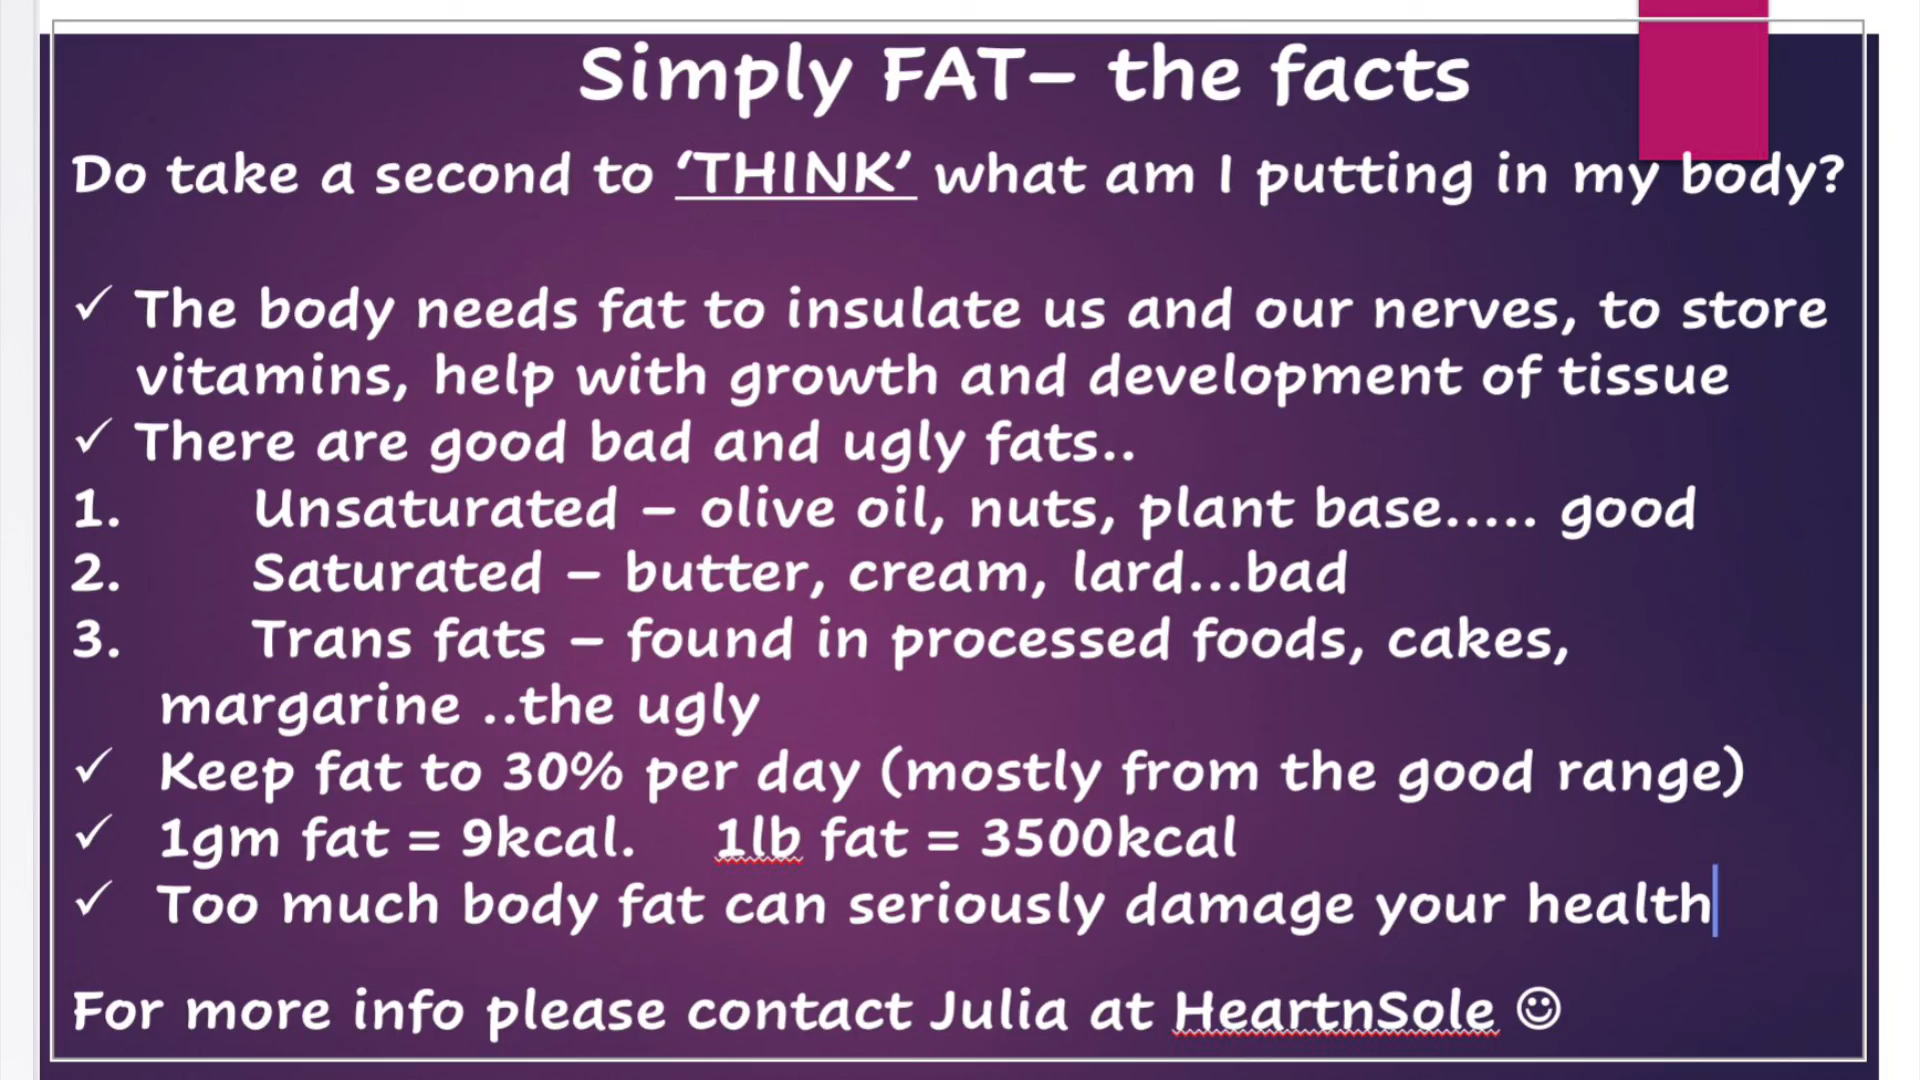 Simply FAT– the facts
Do take a second to ‘THINK’ what am I putting in my body?
✓ The body needs fat to insulate us and our nerves, to store
vitamins, help with growth and development of tissue
✓ There are good bad and ugly fats..
1. Unsaturated – olive oil, nuts, plant base..... good
2. Saturated – butter, cream, lard...bad
3. Trans fats – found in processed foods, cakes,
margarine ..the ugly
✓ Keep fat to 30% per day (mostly from the good range)
✓ 1gm fat = 9kcal. 1lb fat = 3500kcal
✓ Too much body fat can seriously damage your health
For more info please contact Julia at HeartnSole ☺